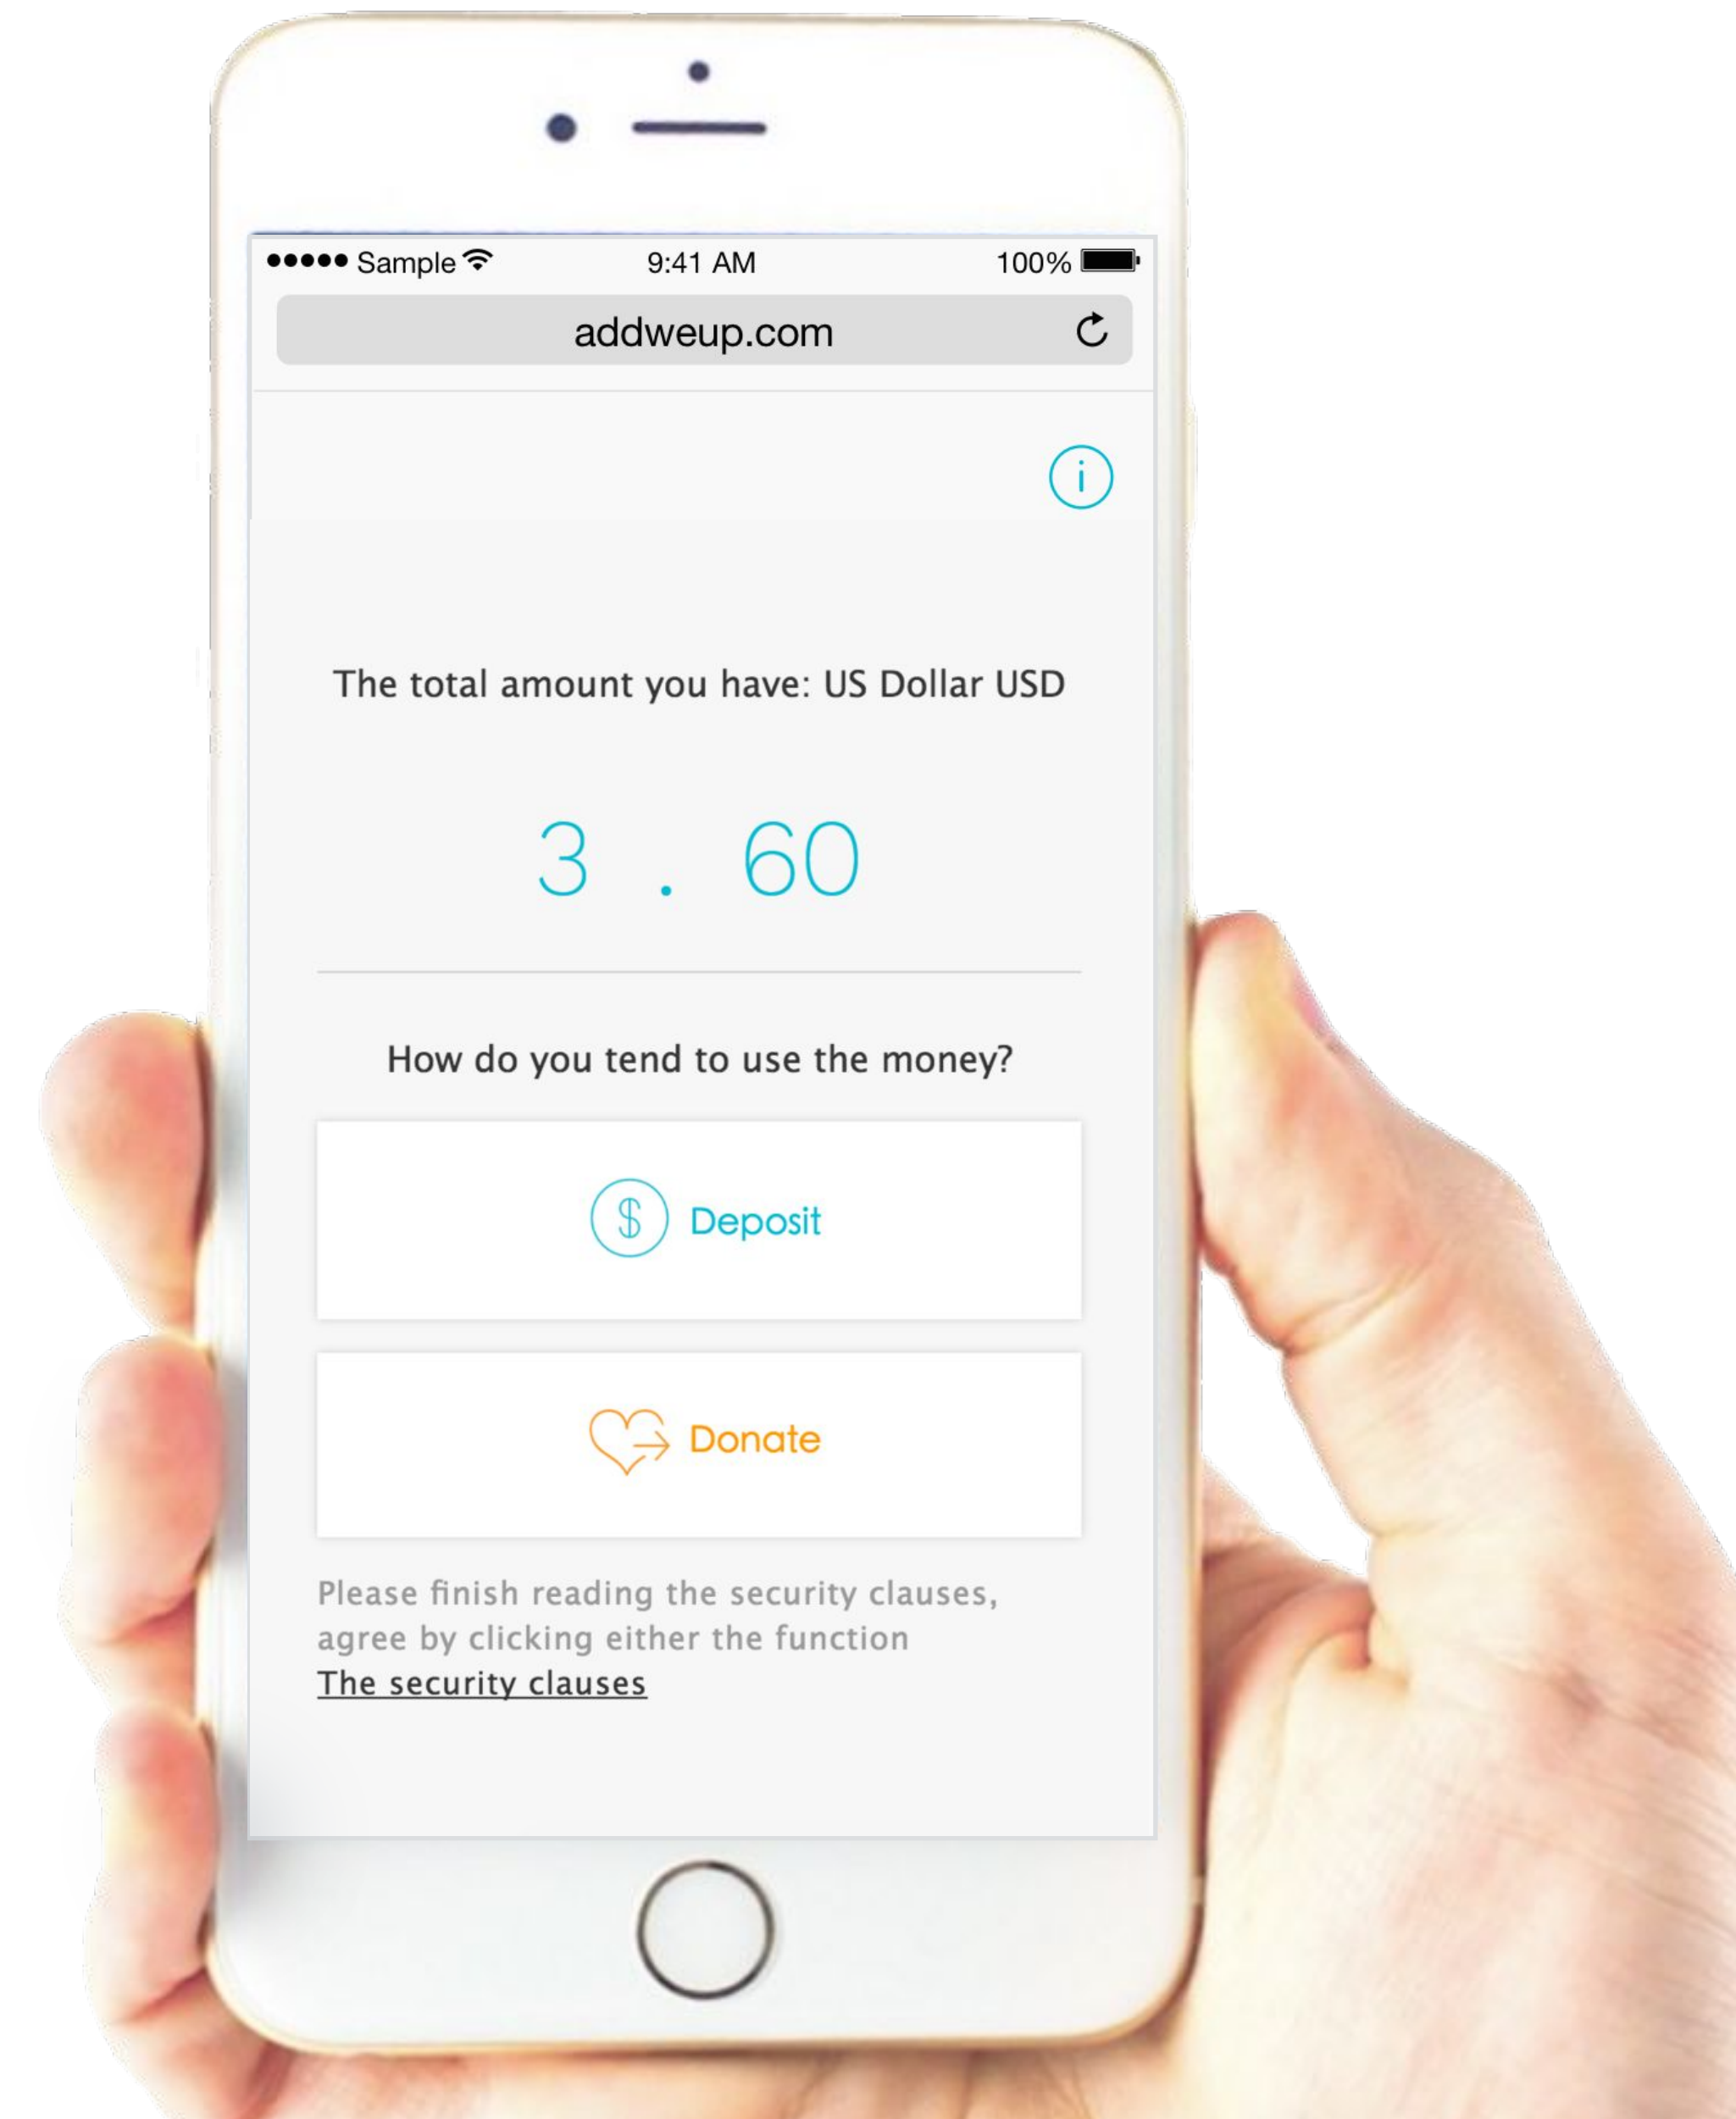 Sample 9:41 AM 100%
addweup.com
i
The total amount you have: US Dollar USD
3 . 60
How do you tend to use the money?
$ Deposit
Donate
Please finish reading the security clauses,
agree by clicking either the function
The security clauses